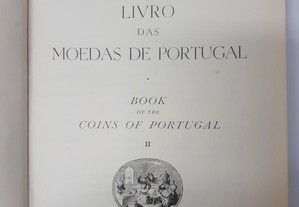 LIVRO
DAS
MOEDAS DE PORTUGAL
BOOK
OF THE
COINS OF PORTUGAL
II